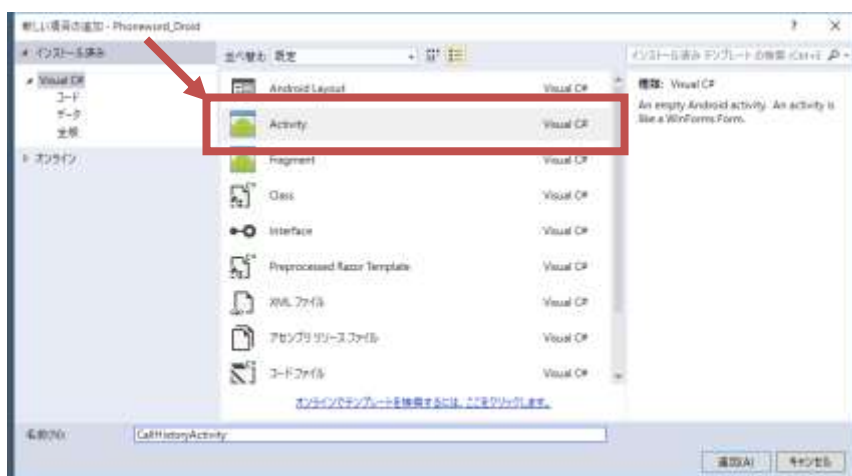 新しい項目の追加 - Phoneword_Droid
インストール済み
並べ替え: 既定
インストール済み テンプレート の検索 (Ctrl+E)
Visual C#
コード
データ
全般
オンライン
Android Layout Visual C#
Activity Visual C#
Fragment Visual C#
Class Visual C#
Interface Visual C#
Preprocessed Razor Template Visual C#
XML ファイル Visual C#
アセンブリ リソース ファイル Visual C#
コード ファイル Visual C#
オンラインでテンプレートを検索するには、ここをクリックします。
種類: Visual C#
An empty Android activity. An activity is
like a WinForms Form.
名前(N): CallHistoryActivity
追加(A) キャンセル